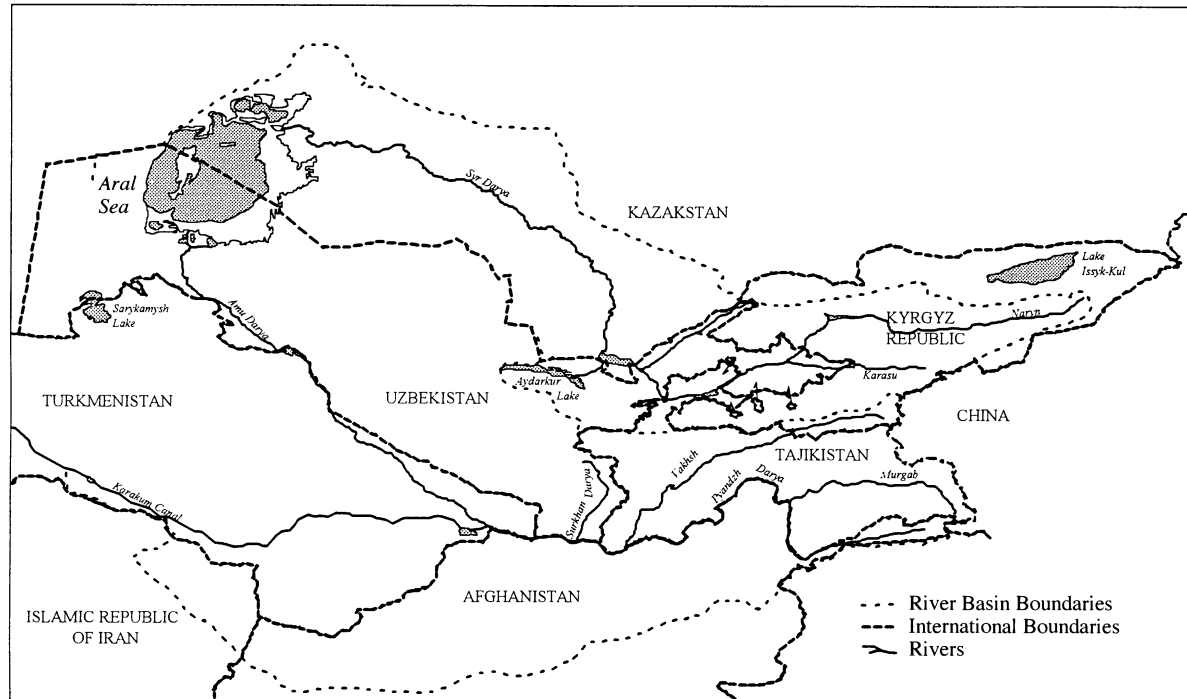 Aral
Sea
Syr Darya
KAZAKSTAN
Lake
Issyk-Kul
Sarykamysh
Lake
Amu Darya
KYRGYZ
REPUBLIC
Naryn
TURKMENISTAN
UZBEKISTAN
Aydarkur
Lake
Karasu
CHINA
TAJIKISTAN
Karakum Canal
Surkhan Darya
Vakhsh
Pyandzh
Darya
Murgab
AFGHANISTAN
ISLAMIC REPUBLIC
OF IRAN
River Basin Boundaries
International Boundaries
Rivers